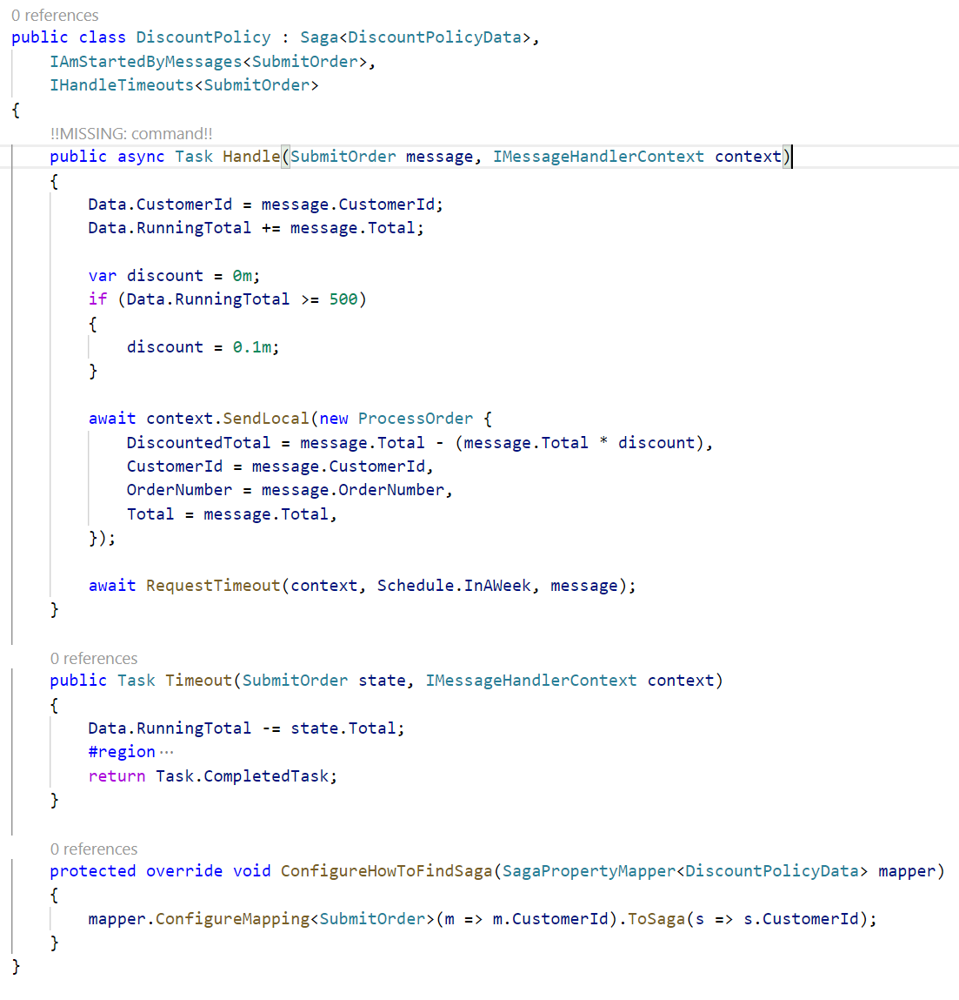 0 references
public class DiscountPolicy : Saga<DiscountPolicyData>,
    IAmStartedByMessages<SubmitOrder>,
    IHandleTimeouts<SubmitOrder>
{
    !!MISSING: command!!
    public async Task Handle(SubmitOrder message, IMessageHandlerContext context)
    {
        Data.CustomerId = message.CustomerId;
        Data.RunningTotal += message.Total;

        var discount = 0m;
        if (Data.RunningTotal >= 500)
        {
            discount = 0.1m;
        }

        await context.SendLocal(new ProcessOrder {
            DiscountedTotal = message.Total - (message.Total * discount),
            CustomerId = message.CustomerId,
            OrderNumber = message.OrderNumber,
            Total = message.Total,
        });

        await RequestTimeout(context, Schedule.InAWeek, message);
    }

    0 references
    public Task Timeout(SubmitOrder state, IMessageHandlerContext context)
    {
        Data.RunningTotal -= state.Total;
        #region ···
        return Task.CompletedTask;
    }

    0 references
    protected override void ConfigureHowToFindSaga(SagaPropertyMapper<DiscountPolicyData> mapper)
    {
        mapper.ConfigureMapping<SubmitOrder>(m => m.CustomerId).ToSaga(s => s.CustomerId);
    }
}